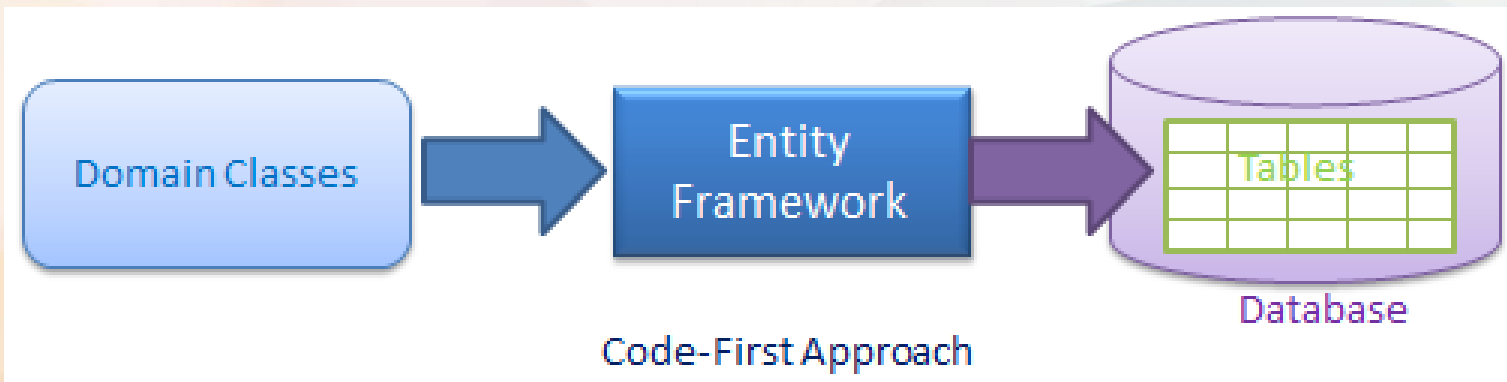 Domain Classes
Entity
Framework
Tables
Database
Code-First Approach